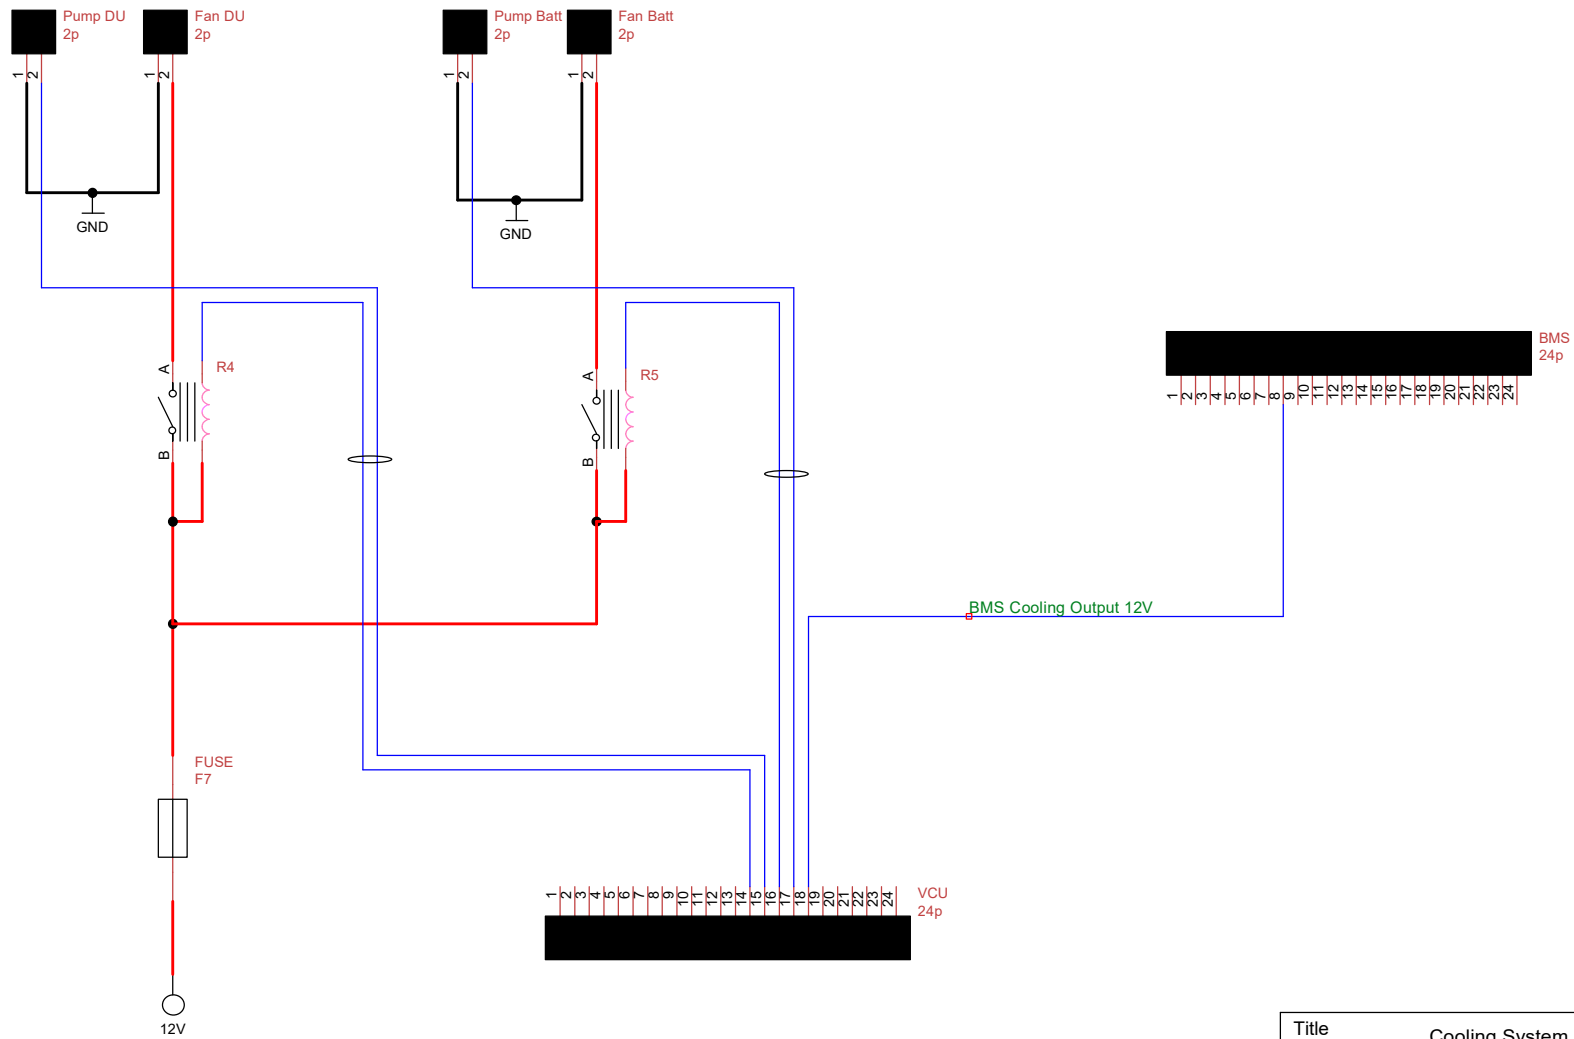 Pump DU
2p
Fan DU
2p
Pump Batt
2p
Fan Batt
2p
1 2
1 2
1 2
1 2
GND
GND
BMS
24p
A
R4
A
R5
1 2 3 4 5 6 7 8 9 10 11 12 13 14 15 16 17 18 19 20 21 22 23 24
B
B
BMS Cooling Output 12V
FUSE
F7
1 2 3 4 5 6 7 8 9 10 11 12 13 14 15 16 17 18 19 20 21 22 23 24
VCU
24p
12V
Title
Cooling System